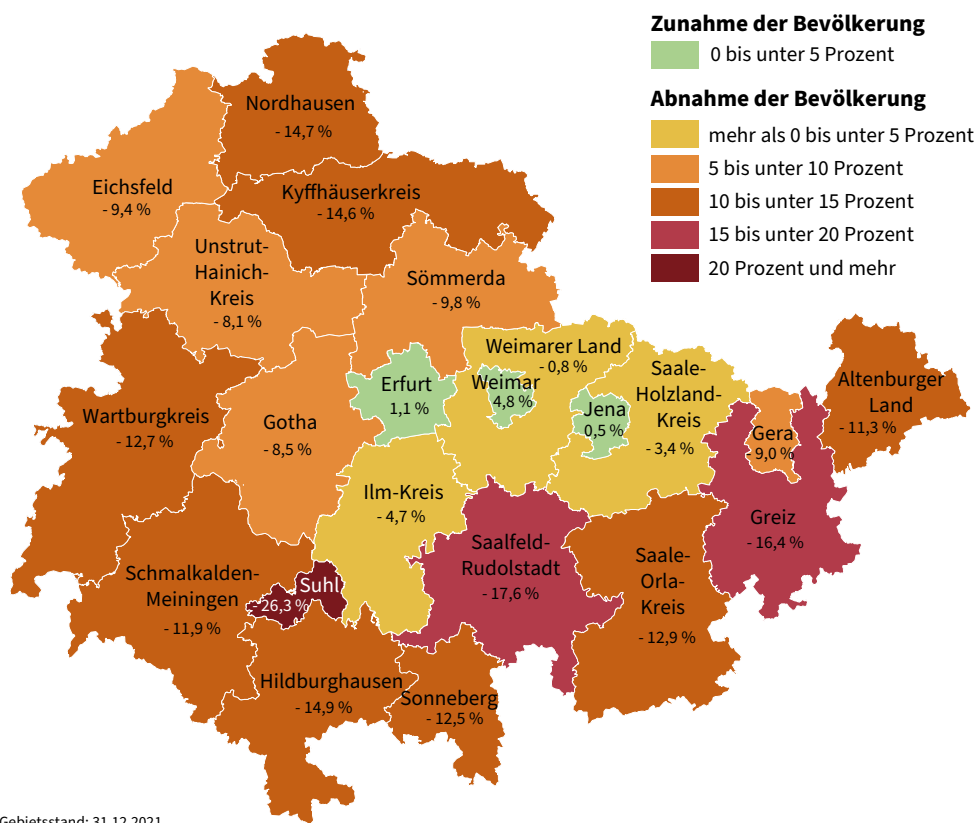 Zunahme der Bevölkerung
0 bis unter 5 Prozent
Abnahme der Bevölkerung
mehr als 0 bis unter 5 Prozent
5 bis unter 10 Prozent
10 bis unter 15 Prozent
15 bis unter 20 Prozent
20 Prozent und mehr
Nordhausen
- 14,7 %
Eichsfeld
- 9,4 %
Kyffhäuserkreis
- 14,6 %
Unstrut-
Hainich-
Kreis
- 8,1 %
Sömmerda
- 9,8 %
Weimarer Land
- 0,8 %
Erfurt
1,1 %
Weimar
4,8 %
Saale-
Holzland-
Kreis
- 3,4 %
Jena
0,5 %
Altenburger
Land
- 11,3 %
Wartburgkreis
- 12,7 %
Gotha
- 8,5 %
Gera
- 9,0 %
Ilm-Kreis
- 4,7 %
Greiz
- 16,4 %
Saalfeld-
Rudolstadt
- 17,6 %
Saale-
Orla-
Kreis
- 12,9 %
Schmalkalden-
Meiningen
- 11,9 %
Suhl
- 26,3 %
Hildburghausen
- 14,9 %
Sonneberg
- 12,5 %
Gebietsstand: 31.12.2021